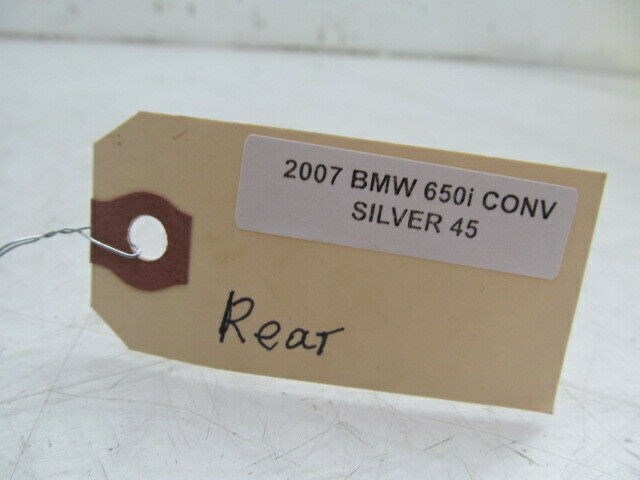 2007 BMW 650i CONV
SILVER 45
Rear